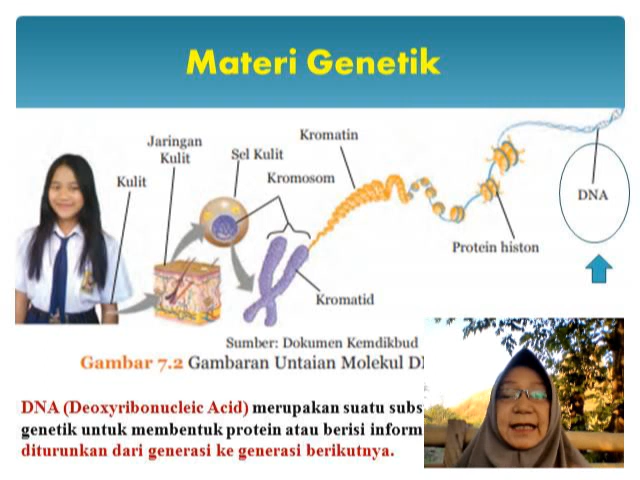 Materi Genetik
Jaringan
Kulit
Kulit
Sel Kulit
Kromosom
Kromatin
DNA
Protein histon
Kromatid
Sumber: Dokumen Kemdikbud
Gambar 7.2 Gambaran Untaian Molekul
DNA (Deoxyribonucleic Acid) merupakan suatu
genetik untuk membentuk protein atau berisi
diturunkan dari generasi ke generasi berikutnya.